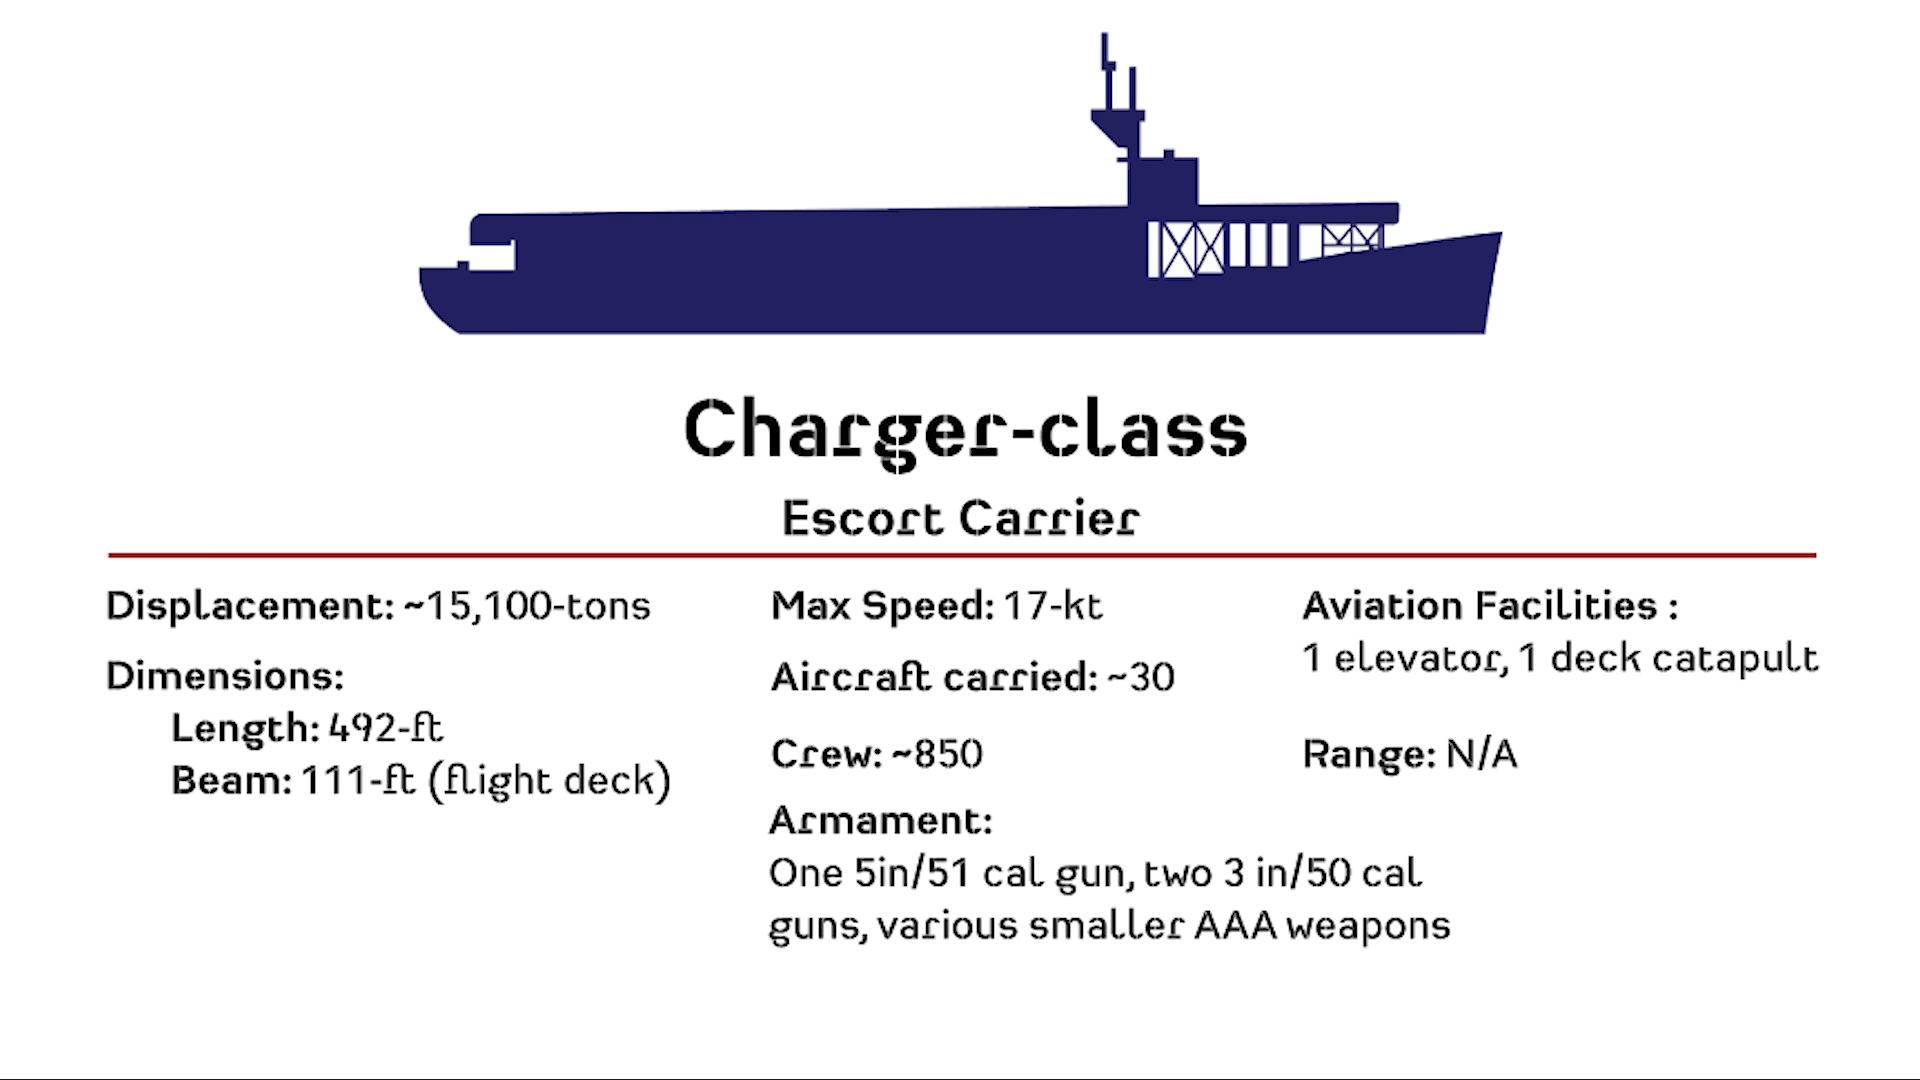 Charger-class
Escort Carrier
Displacement: ~15,100-tons
Dimensions:
Length: 492-ft
Beam: 111-ft (flight deck)
Max Speed: 17-kt
Aircraft carried: ~30
Crew: ~850
Armament:
One 5in/51 cal gun, two 3 in/50 cal
guns, various smaller AAA weapons
Aviation Facilities :
1 elevator, 1 deck catapult
Range: N/A